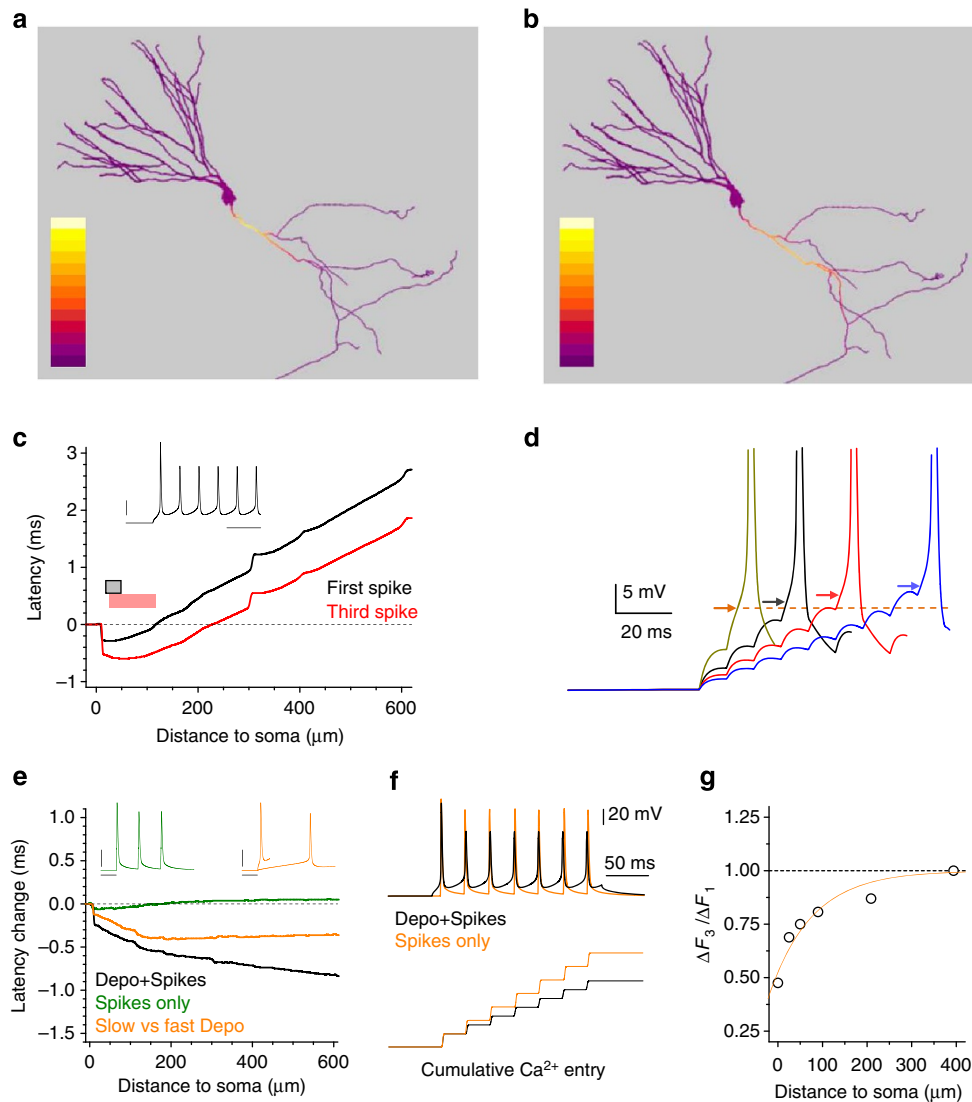 a
b
c
3
2
1
0
−1
Latency (ms)
First spike
Third spike
0
200
400
600
Distance to soma (μm)
d
5 mV
20 ms
e
1.0
0.5
0.0
−0.5
−1.0
−1.5
Latency change (ms)
Depo+Spikes
Spikes only
Slow vs fast Depo
0
200
400
600
Distance to soma (μm)
f
20 mV
50 ms
Depo+Spikes
Spikes only
Cumulative Ca²⁺ entry
g
1.25
1.00
0.75
0.50
0.25
ΔF₃/ΔF₁
0
100
200
300
400
Distance to soma (μm)